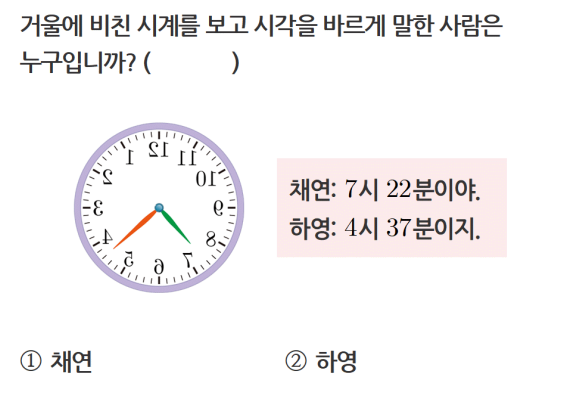 거울에 비친 시계를 보고 시각을 바르게 말한 사람은
누구입니까? (          )
12
1
11
2
10
3
9
4
8
5
7
6
채연: 7시 22분이야.
하영: 4시 37분이지.
① 채연
② 하영